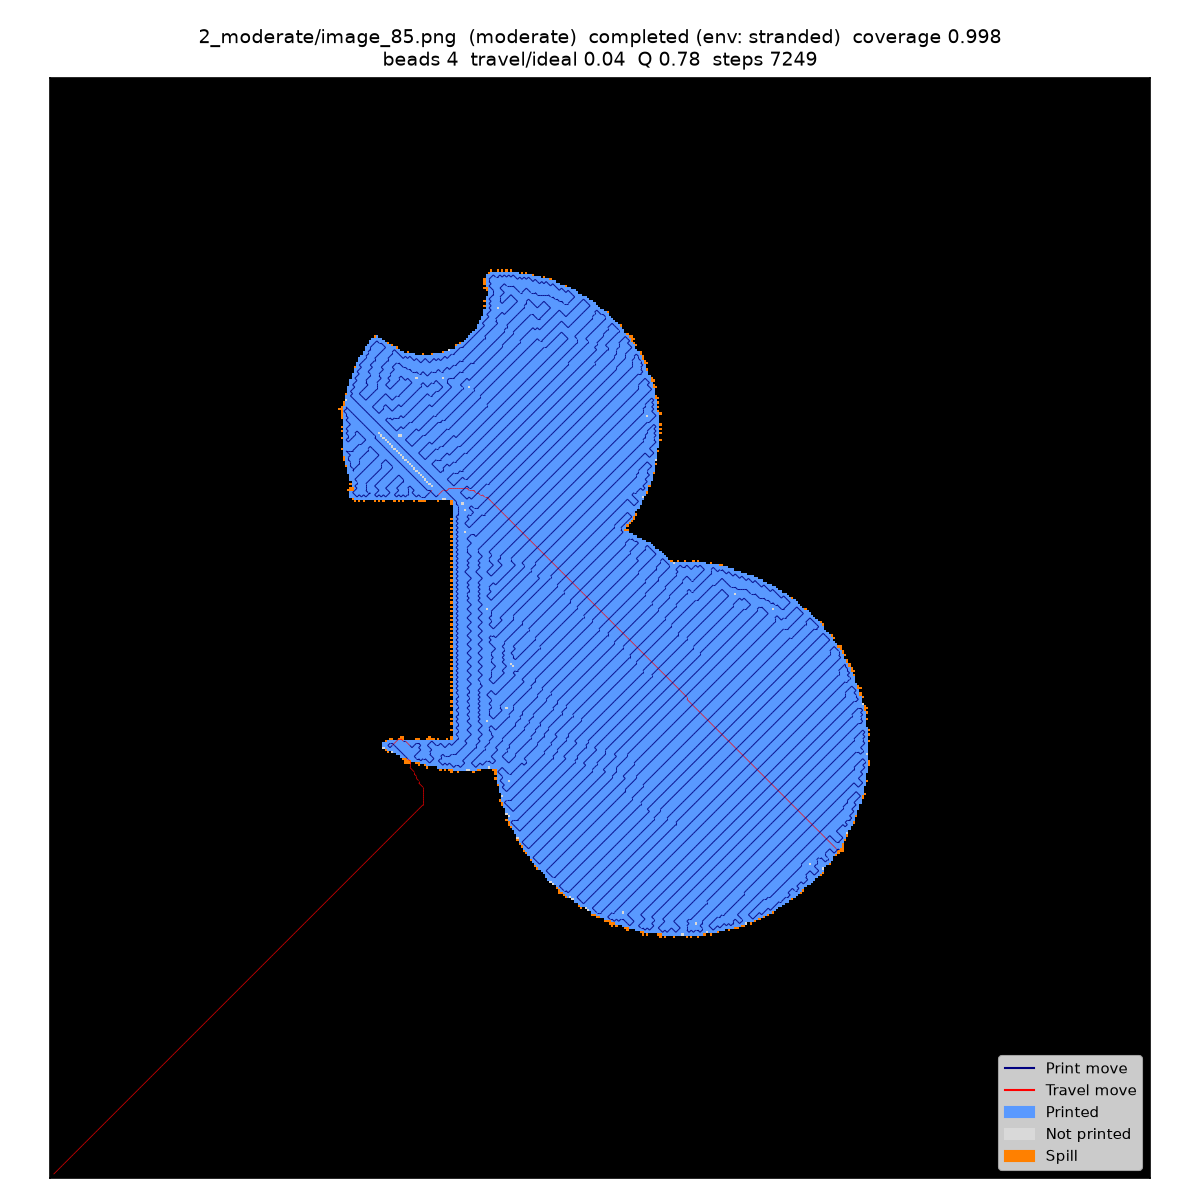 2_moderate/image_85.png  (moderate)  completed (env: stranded)  coverage 0.998
beads 4  travel/ideal 0.04  Q 0.78  steps 7249
Print move
Travel move
Printed
Not printed
Spill